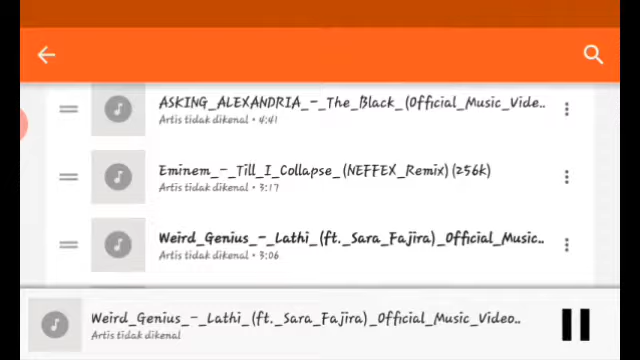 ASKING_ALEXANDRIA_-_The_Black_(Official_Music_Vide..
Artis tidak dikenal • 4:41
Eminem_-_Till_I_Collapse_(NEFFEX_Remix)(256k)
Artis tidak dikenal • 3:17
Weird_Genius_-_Lathi_(ft._Sara_Fajira)_Official_Music..
Artis tidak dikenal • 3:06
Weird_Genius_-_Lathi_(ft._Sara_Fajira)_Official_Music_Video..
Artis tidak dikenal